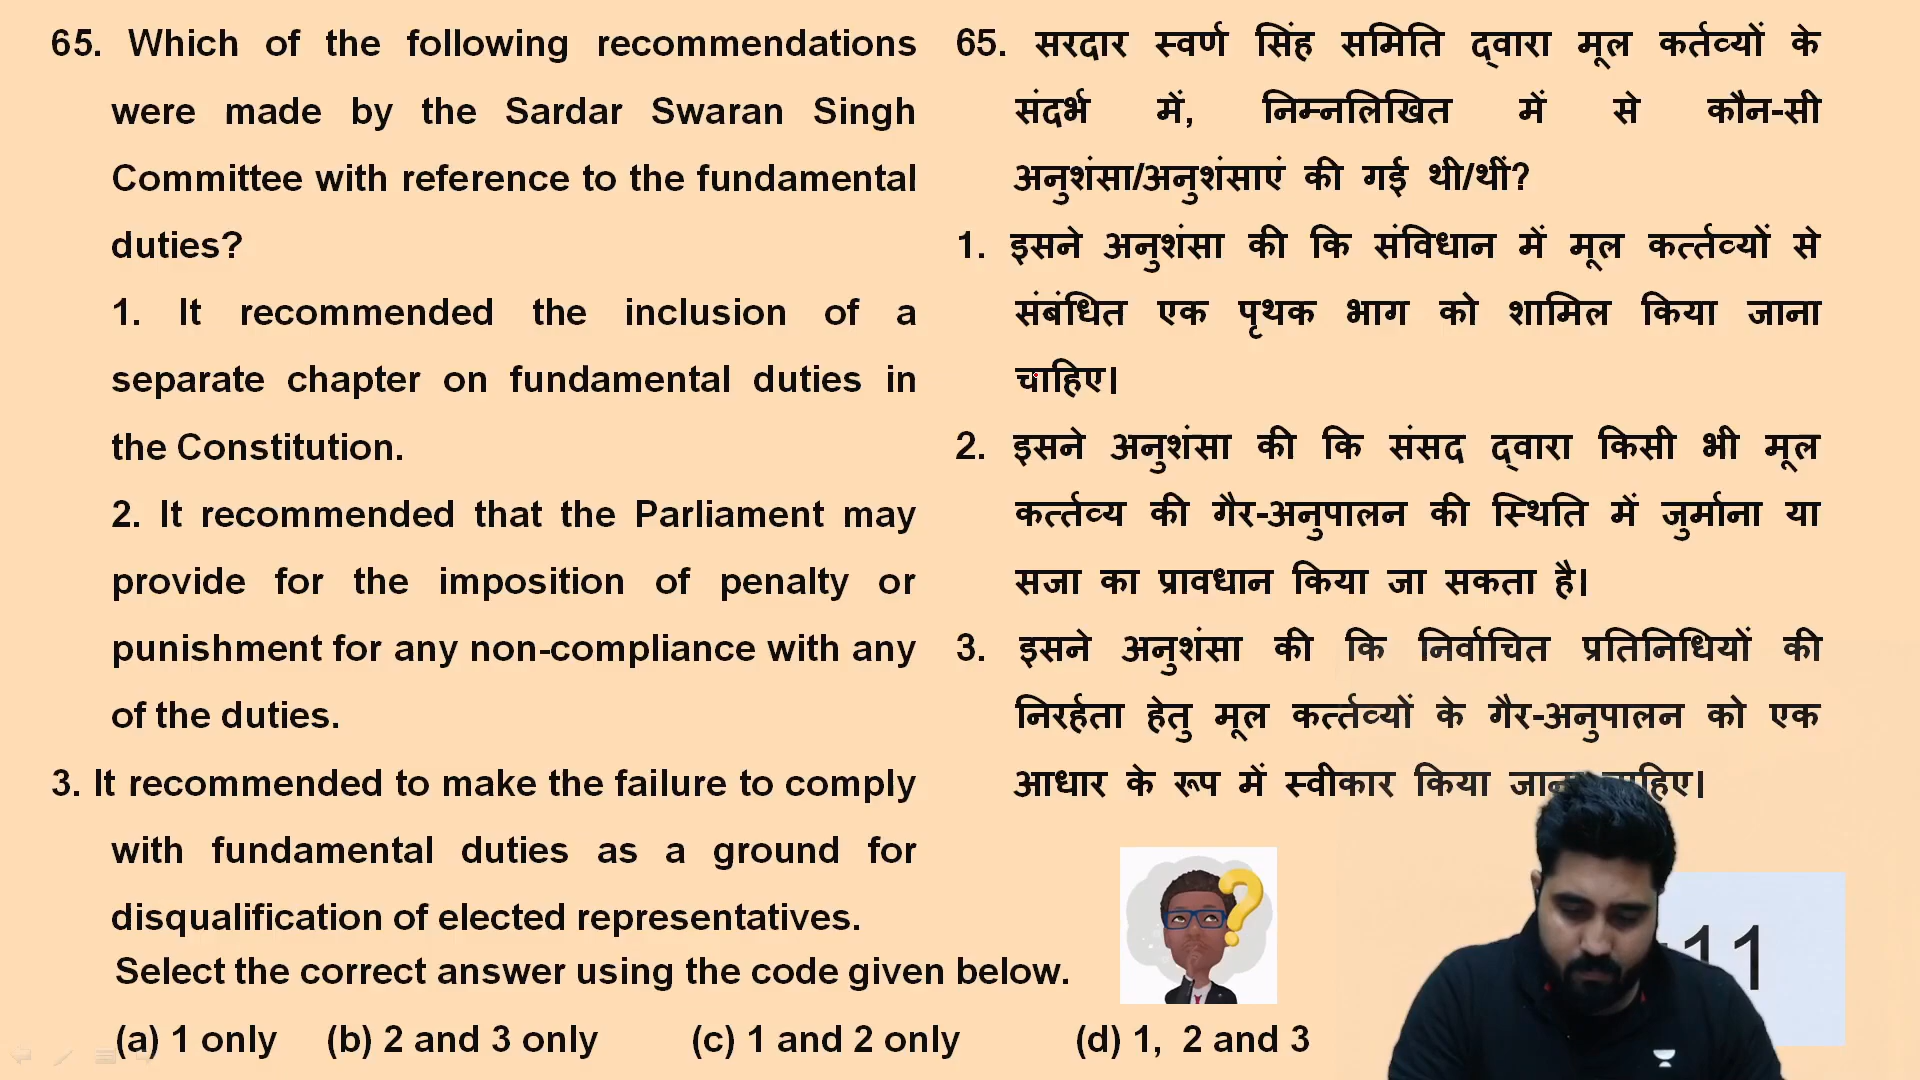 65. Which of the following recommendations
were made by the Sardar Swaran Singh
Committee with reference to the fundamental
duties?
1. It recommended the inclusion of a
separate chapter on fundamental duties in
the Constitution.
2. It recommended that the Parliament may
provide for the imposition of penalty or
punishment for any non-compliance with any
of the duties.
3. It recommended to make the failure to comply
with fundamental duties as a ground for
disqualification of elected representatives.
Select the correct answer using the code given below.
(a) 1 only (b) 2 and 3 only (c) 1 and 2 only (d) 1, 2 and 3
65. सरदार स्वर्ण सिंह समिति द्वारा मूल कर्तव्यों के
संदर्भ में, निम्नलिखित में से कौन-सी
अनुशंसा/अनुशंसाएं की गई थी/थीं?
1. इसने अनुशंसा की कि संविधान में मूल कर्त्तव्यों से
संबंधित एक पृथक भाग को शामिल किया जाना
चाहिए।
2. इसने अनुशंसा की कि संसद द्वारा किसी भी मूल
कर्त्तव्य की गैर-अनुपालन की स्थिति में जुर्माना या
सजा का प्रावधान किया जा सकता है।
3. इसने अनुशंसा की कि निर्वाचित प्रतिनिधियों की
निरर्हता हेतु मूल कर्त्तव्यों के गैर-अनुपालन को एक
आधार के रूप में स्वीकार किया
11